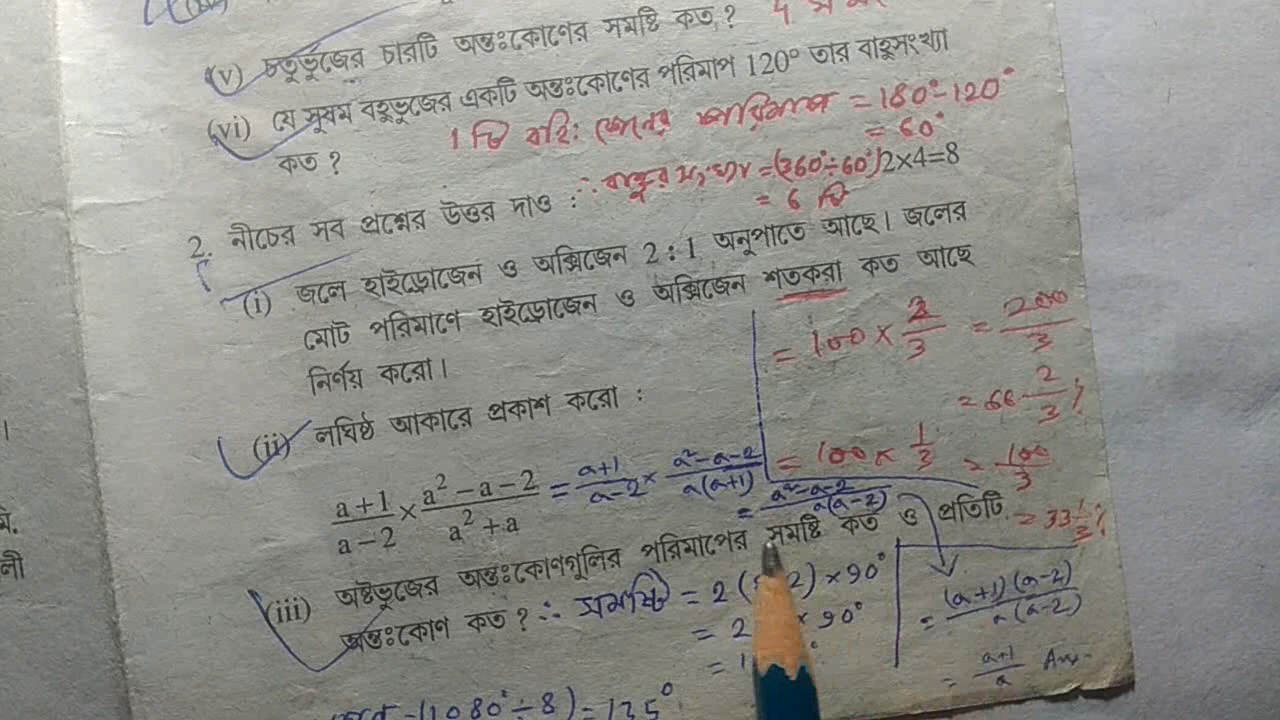 (v) চতুর্ভুজের চারটি অন্তঃকোণের সমষ্টি কত ?
(vi) যে সুষম বহুভুজের একটি অন্তঃকোণের পরিমাপ 120° তার বাহুসংখ্যা
কত ?
1 টি বহিঃ কোণের পরিমাপ = 180° - 120°
= 60°
∴ বাহুর সংখ্যা = (360° ÷ 60°)
= 6 টি
2. নীচের সব প্রশ্নের উত্তর দাও : 2×4=8
(i) জলে হাইড্রোজেন ও অক্সিজেন 2 : 1 অনুপাতে আছে। জলের
মোট পরিমাণে হাইড্রোজেন ও অক্সিজেন শতকরা কত আছে
নির্ণয় করো।
= 100 × 2/3 = 200/3
= 66 2/3 %
= 100 × 1/3 = 100/3
= 33 1/3 %
(ii) লঘিষ্ঠ আকারে প্রকাশ করো :
a+1/a-2 × a²-a-2/a²+a = a+1/a-2 × a²-a-2/a(a+1)
= a²-a-2/a(a-2)
= (a+1)(a-2)/a(a-2)
= a+1/a Ans
(iii) অষ্টভুজের অন্তঃকোণগুলির পরিমাপের সমষ্টি কত ও প্রতিটি
অন্তঃকোণ কত ? ∴ সমষ্টি = 2( 2) × 90°
= 2 × 90°
= 1
(1080° ÷ 8) = 135°